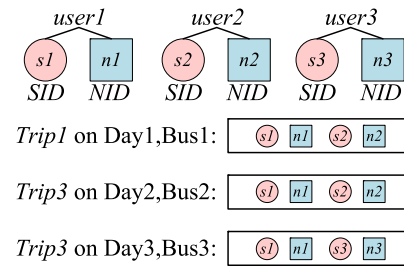 user1 user2 user3
s1 n1 s2 n2 s3 n3
SID NID SID NID SID NID
Trip1 on Day1,Bus1: s1 n1 s2 n2
Trip3 on Day2,Bus2: s1 n1 s2 n2
Trip3 on Day3,Bus3: s1 n1 s3 n3